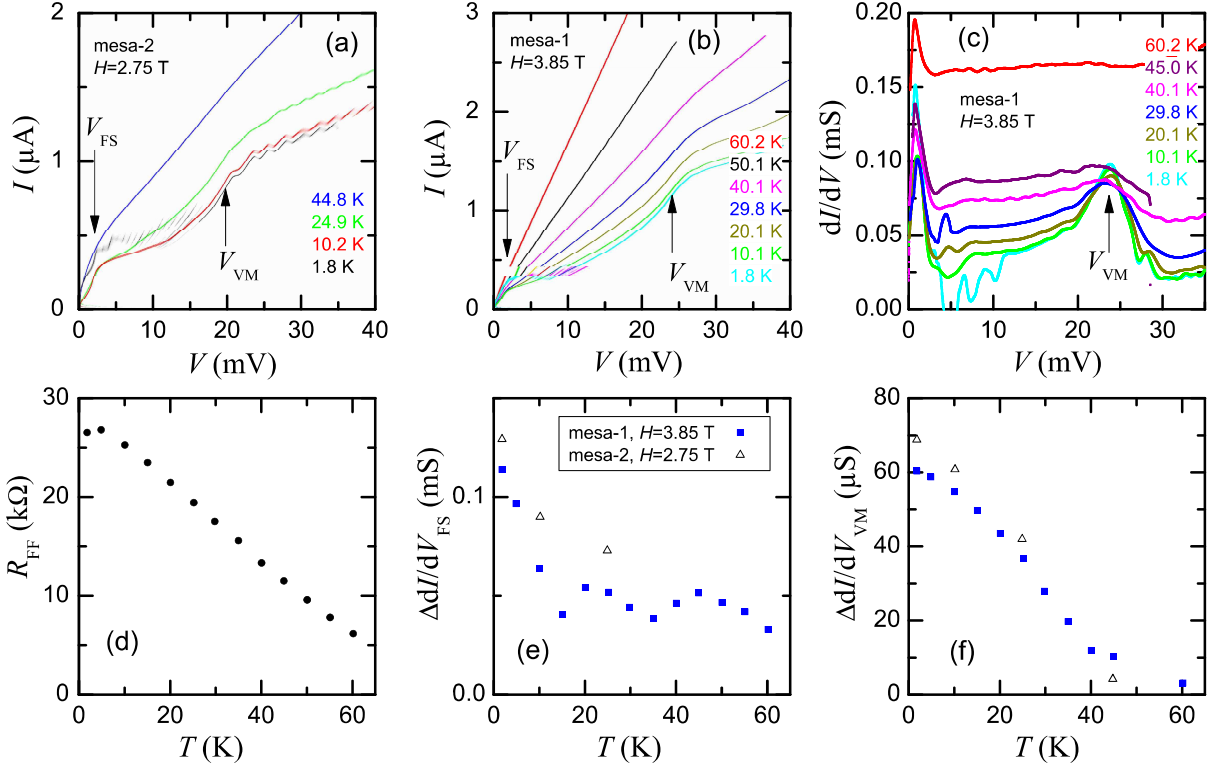 (a)
mesa-2
H=2.75 T
V_FS
V_VM
44.8 K
24.9 K
10.2 K
1.8 K
I (μA)
2
1
0
0 10 20 30 40
V (mV)
(b)
mesa-1
H=3.85 T
V_FS
V_VM
60.2 K
50.1 K
40.1 K
29.8 K
20.1 K
10.1 K
1.8 K
I (μA)
3
2
1
0
0 10 20 30 40
V (mV)
(c)
60.2 K
45.0 K
40.1 K
29.8 K
20.1 K
10.1 K
1.8 K
mesa-1
H=3.85 T
V_VM
dI/dV (mS)
0.20
0.15
0.10
0.05
0.00
0 10 20 30
V (mV)
R_FF (kΩ)
30
20
10
0
(d)
0 20 40 60
T (K)
ΔdI/dV_FS (mS)
0.1
0.0
mesa-1, H=3.85 T
mesa-2, H=2.75 T
(e)
0 20 40 60
T (K)
ΔdI/dV_VM (μS)
80
60
40
20
0
(f)
0 20 40 60
T (K)